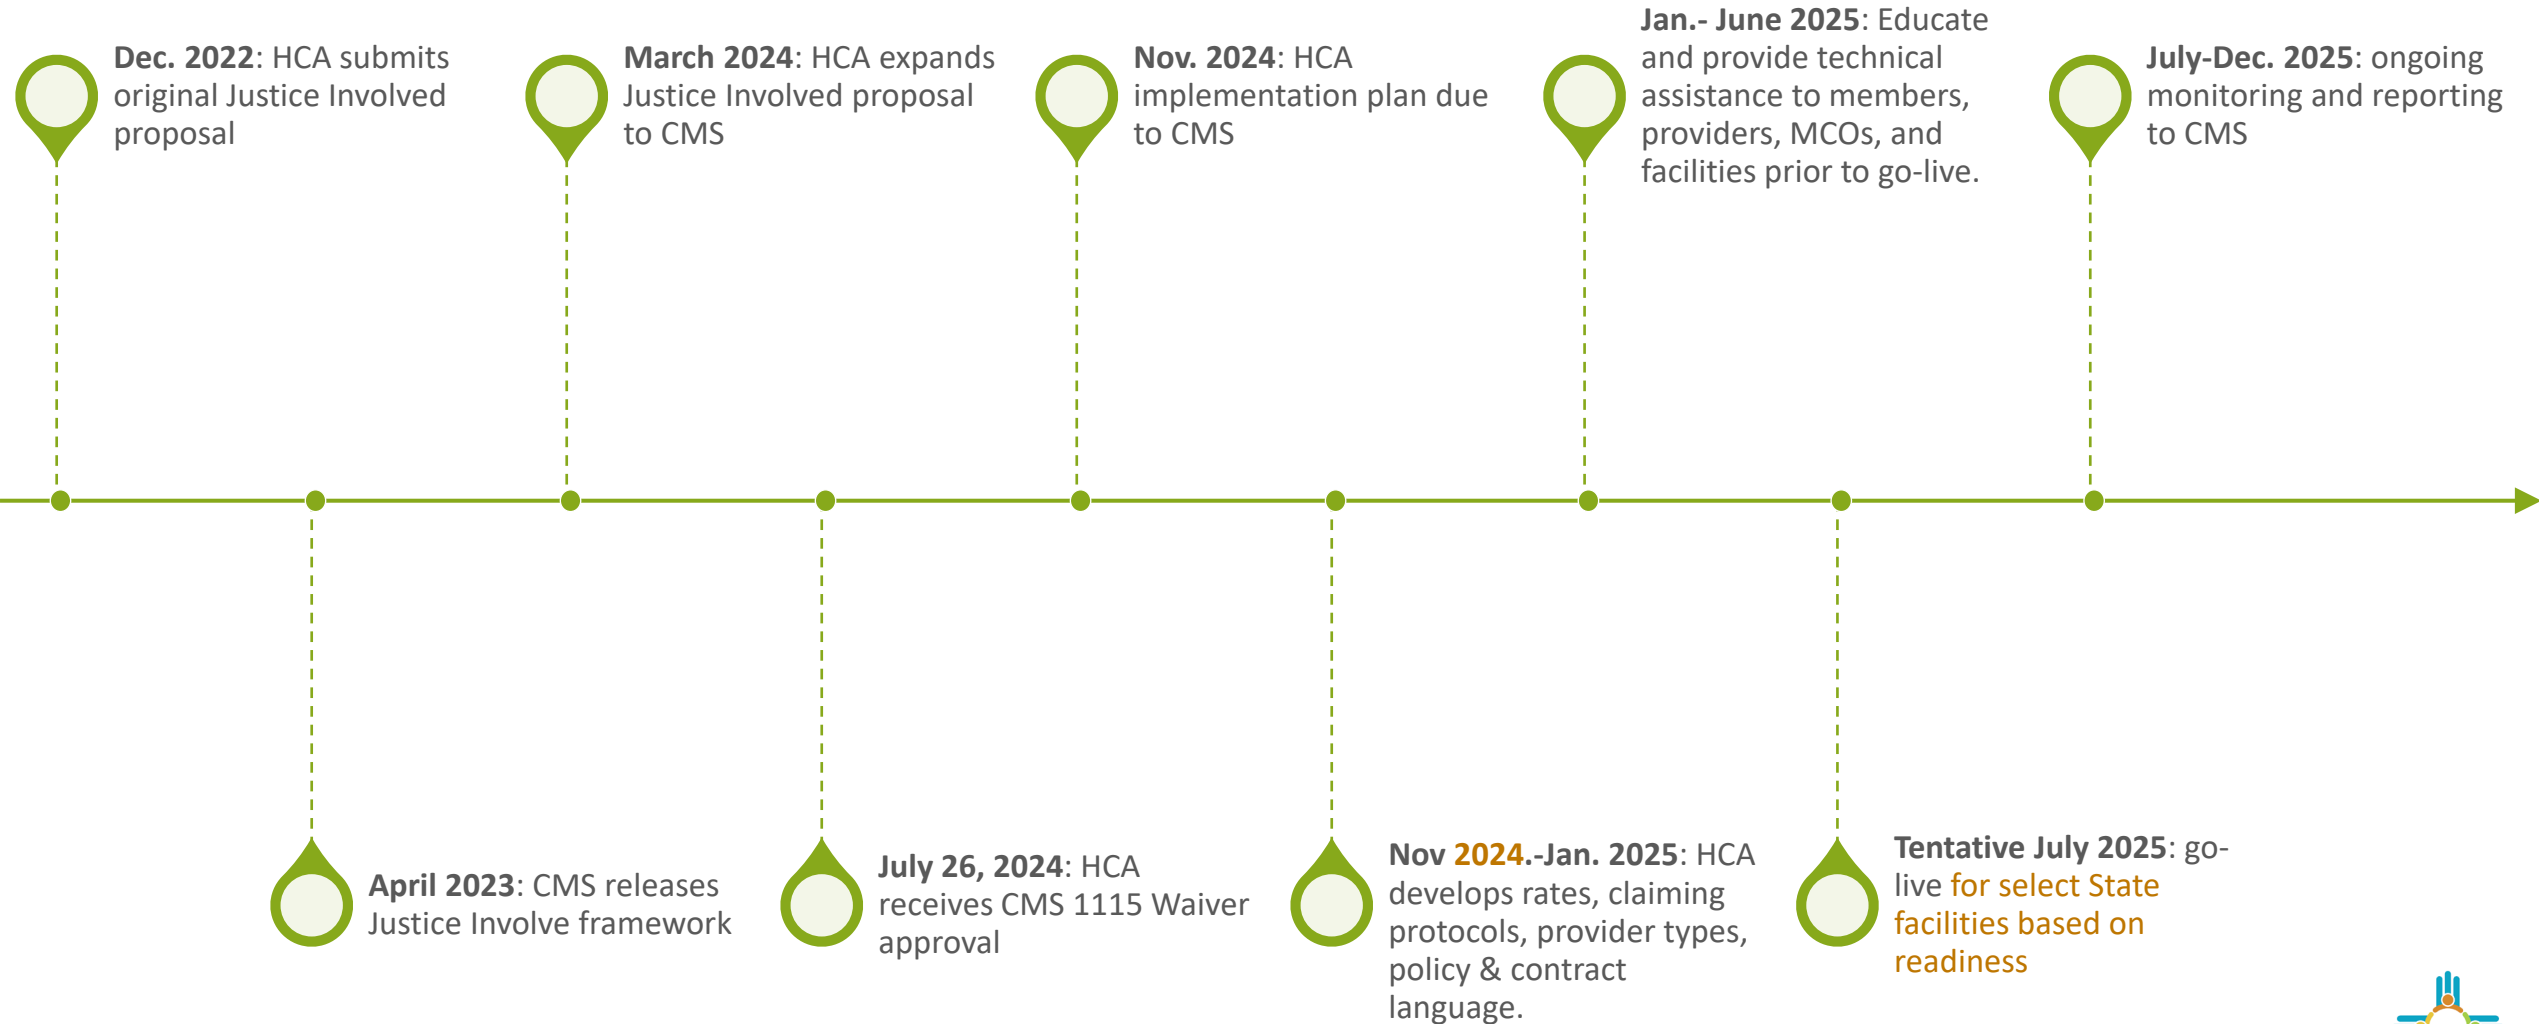 Dec. 2022: HCA submits
original Justice Involved
proposal
April 2023: CMS releases
Justice Involve framework
March 2024: HCA expands
Justice Involved proposal
to CMS
July 26, 2024: HCA
receives CMS 1115 Waiver
approval
Nov. 2024: HCA
implementation plan due
to CMS
Nov 2024.-Jan. 2025: HCA
develops rates, claiming
protocols, provider types,
policy & contract
language.
Jan.- June 2025: Educate
and provide technical
assistance to members,
providers, MCOs, and
facilities prior to go-live.
Tentative July 2025: go-
live for select State
facilities based on
readiness
July-Dec. 2025: ongoing
monitoring and reporting
to CMS